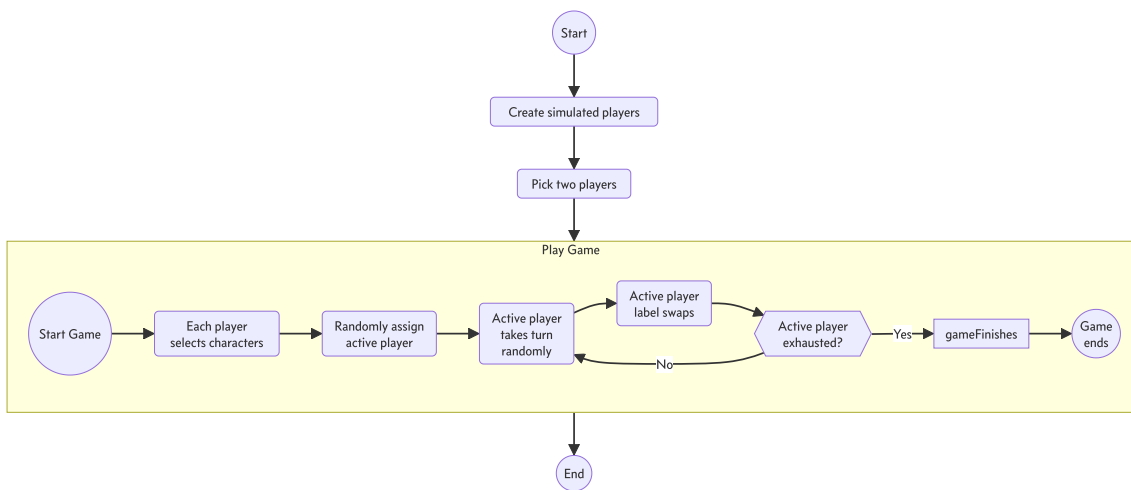 Start
Create simulated players
Pick two players
Play Game
Start Game
Each player
selects characters
Randomly assign
active player
Active player
takes turn
randomly
Active player
label swaps
Active player
exhausted?
No
Yes
gameFinishes
Game
ends
End